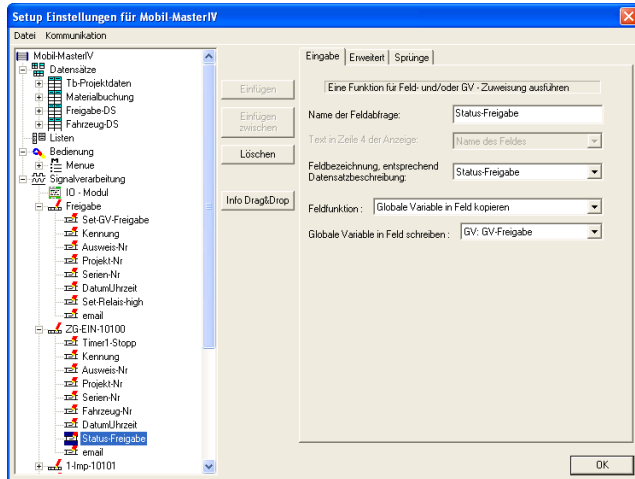 Setup Einstellungen für Mobil-MasterIV
Datei Kommunikation
Mobil-MasterIV
Datensätze
Tb-Projektdaten
Materialbuchung
Freigabe-DS
Fahrzeug-DS
Listen
Bedienung
Menue
Signalverarbeitung
IO - Modul
Freigabe
Set-GV-Freigabe
Kennung
Ausweis-Nr
Projekt-Nr
Serien-Nr
DatumUhrzeit
Set-Relais-high
email
ZG-EIN-10100
Timer1-Stopp
Kennung
Ausweis-Nr
Projekt-Nr
Serien-Nr
Fahrzeug-Nr
DatumUhrzeit
Status-Freigabe
email
1-Imp-10101
Einfügen
Einfügen
zwischen
Löschen
Info Drag&Drop
Eingabe Erweitert Sprünge
Eine Funktion für Feld- und/oder GV - Zuweisung ausführen
Name der Feldabfrage: Status-Freigabe
Text in Zeile 4 der Anzeige: Name des Feldes
Feldbezeichnung, entsprechend
Datensatzbeschreibung: Status-Freigabe
Feldfunktion : Globale Variable in Feld kopieren
Globale Variable in Feld schreiben : GV: GV-Freigabe
OK